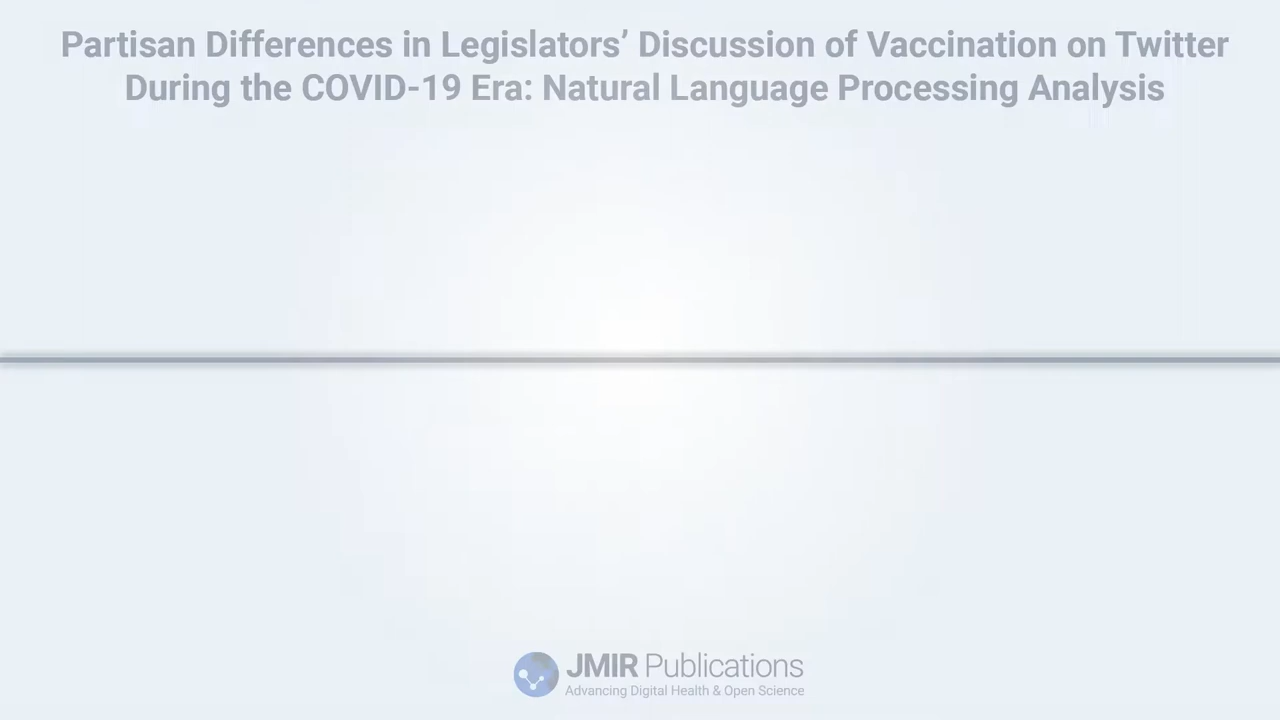 Partisan Differences in Legislators’ Discussion of Vaccination on Twitter
During the COVID-19 Era: Natural Language Processing Analysis
JMIR Publications
Advancing Digital Health & Open Science